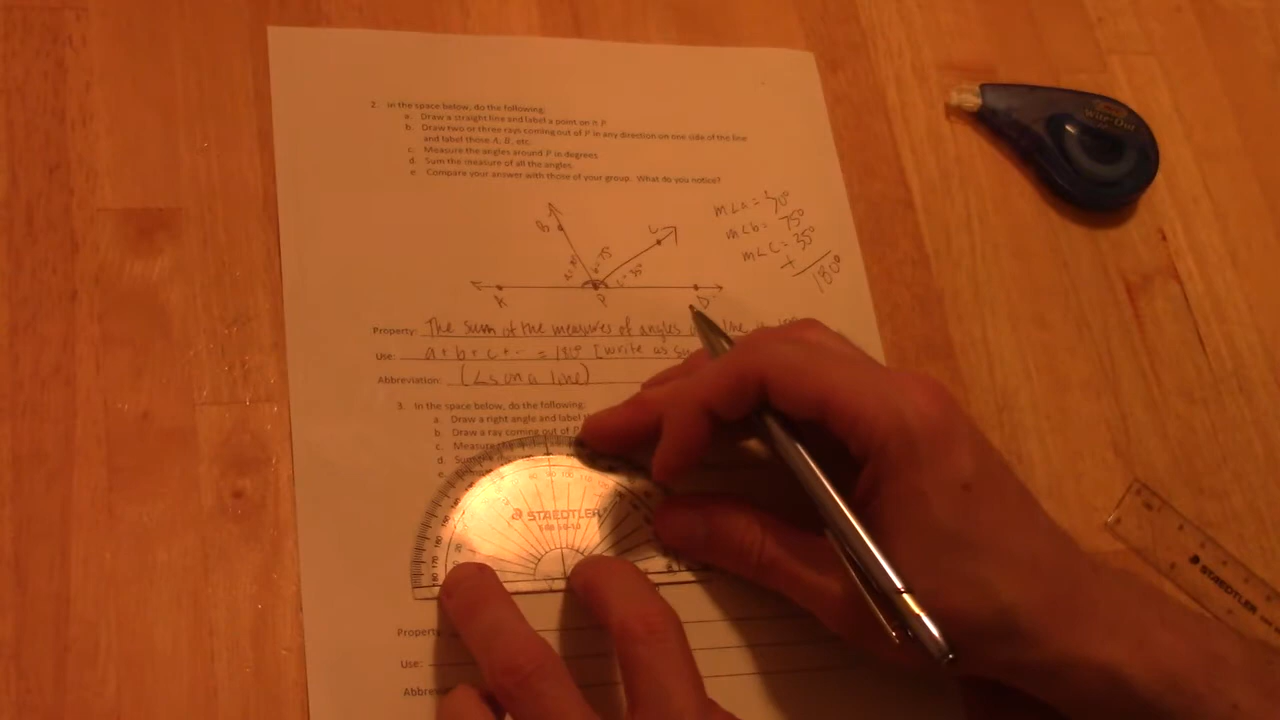 2. In the space below, do the following:
a. Draw a straight line and label a point on it P.
b. Draw two or three rays coming out of P in any direction on one side of the line
and label those A, B, etc.
c. Measure the angles around P in degrees
d. Sum the measure of all the angles.
e. Compare your answer with those of your group. What do you notice?
m∠a = 70°
m∠b = 75°
m∠c = 35°
+
180°
B
C
b=75°
c=35°
A
P
D
Property: The sum of the measures of angles
Use: a+b+c+ = 180° [write as
Abbreviation: (∠s on a line)
3. In the space below, do the following:
a. Draw a right angle and label
b. Draw a ray coming out of P
c. Measure
d. Sum
e.
STAEDTLER
Wite-Out
STAEDTLER
Property
Use: